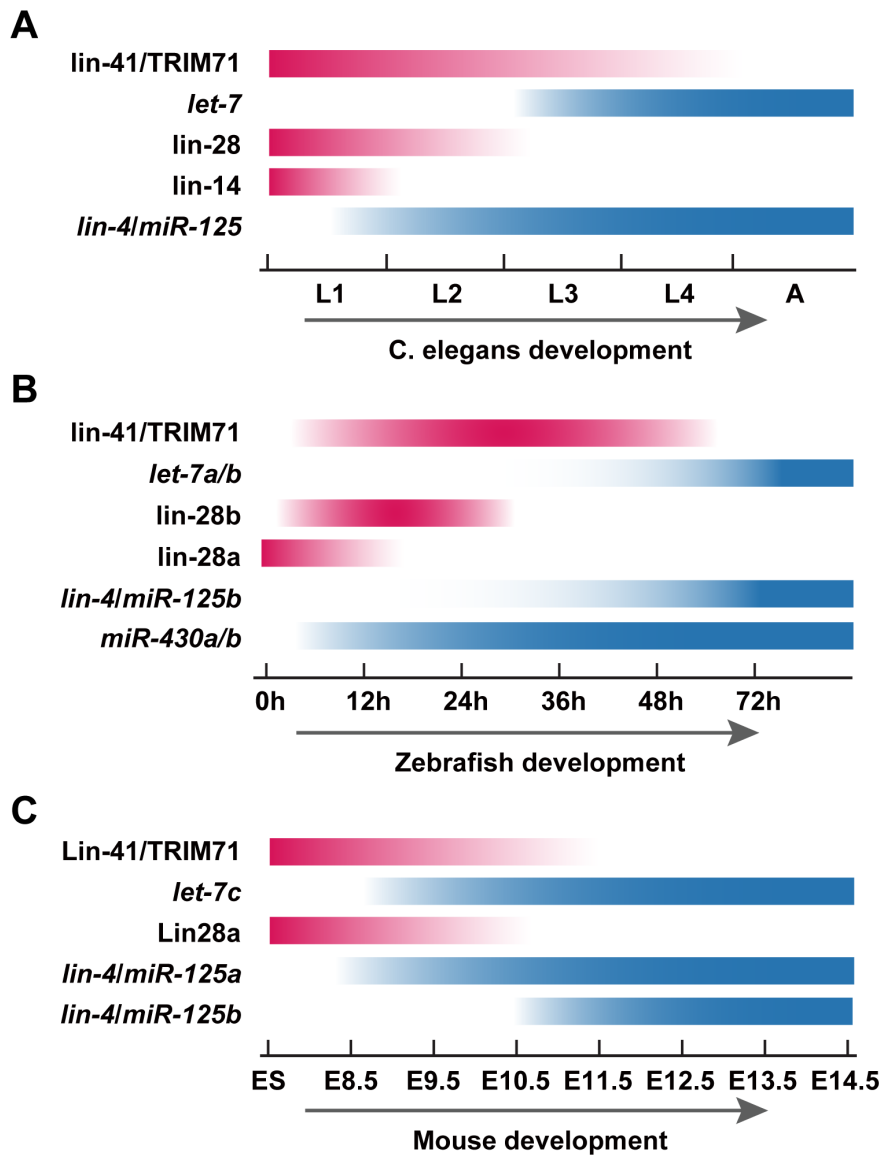 A
lin-41/TRIM71
let-7
lin-28
lin-14
lin-4/miR-125
L1 L2 L3 L4 A
C. elegans development
B
lin-41/TRIM71
let-7a/b
lin-28b
lin-28a
lin-4/miR-125b
miR-430a/b
0h 12h 24h 36h 48h 72h
Zebrafish development
C
Lin-41/TRIM71
let-7c
Lin28a
lin-4/miR-125a
lin-4/miR-125b
ES E8.5 E9.5 E10.5 E11.5 E12.5 E13.5 E14.5
Mouse development